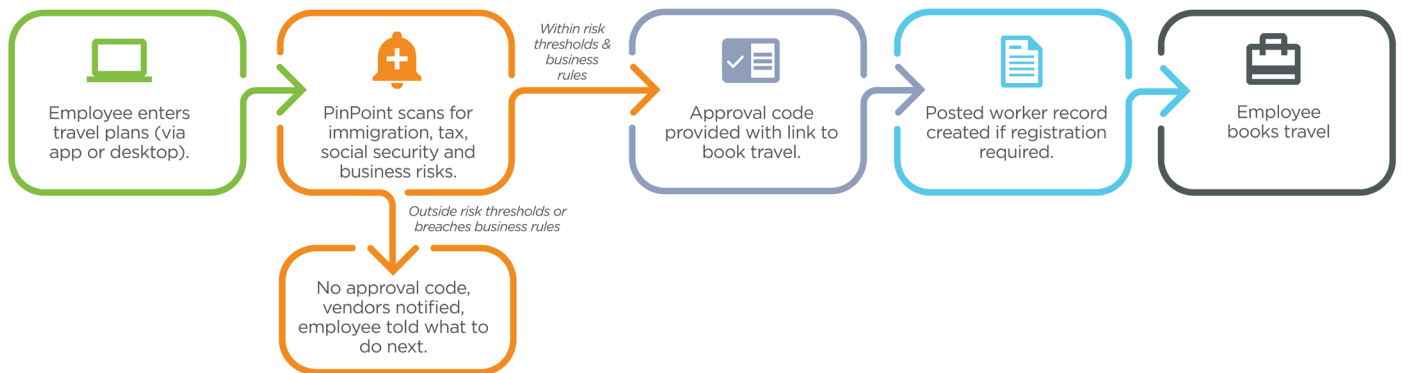 Employee enters
travel plans (via
app or desktop).
PinPoint scans for
immigration, tax,
social security and
business risks.
Within risk
thresholds &
business
rules
Approval code
provided with link to
book travel.
Posted worker record
created if registration
required.
Employee
books travel
Outside risk thresholds or
breaches business rules
No approval code,
vendors notified,
employee told what to
do next.